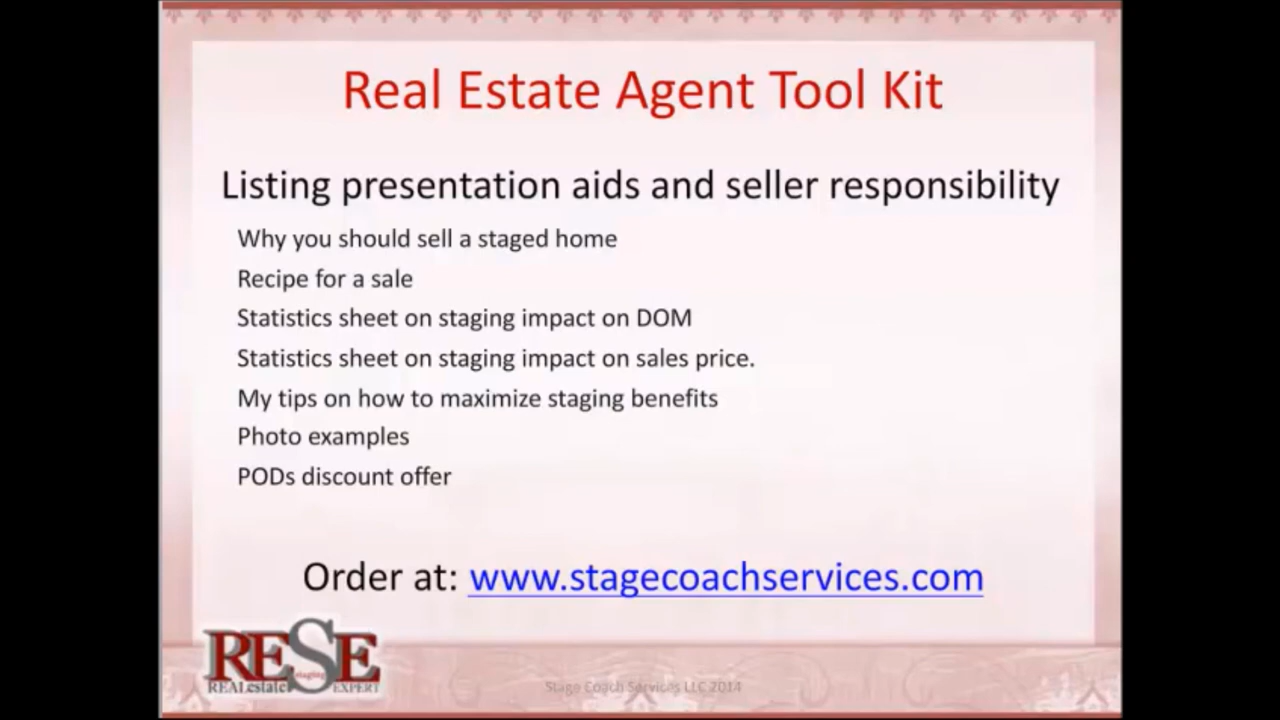 Real Estate Agent Tool Kit
Listing presentation aids and seller responsibility
Why you should sell a staged home
Recipe for a sale
Statistics sheet on staging impact on DOM
Statistics sheet on staging impact on sales price.
My tips on how to maximize staging benefits
Photo examples
PODs discount offer
Order at: www.stagecoachservices.com
RESE
REALestate staging EXPERT
Stage Coach Services LLC 2014